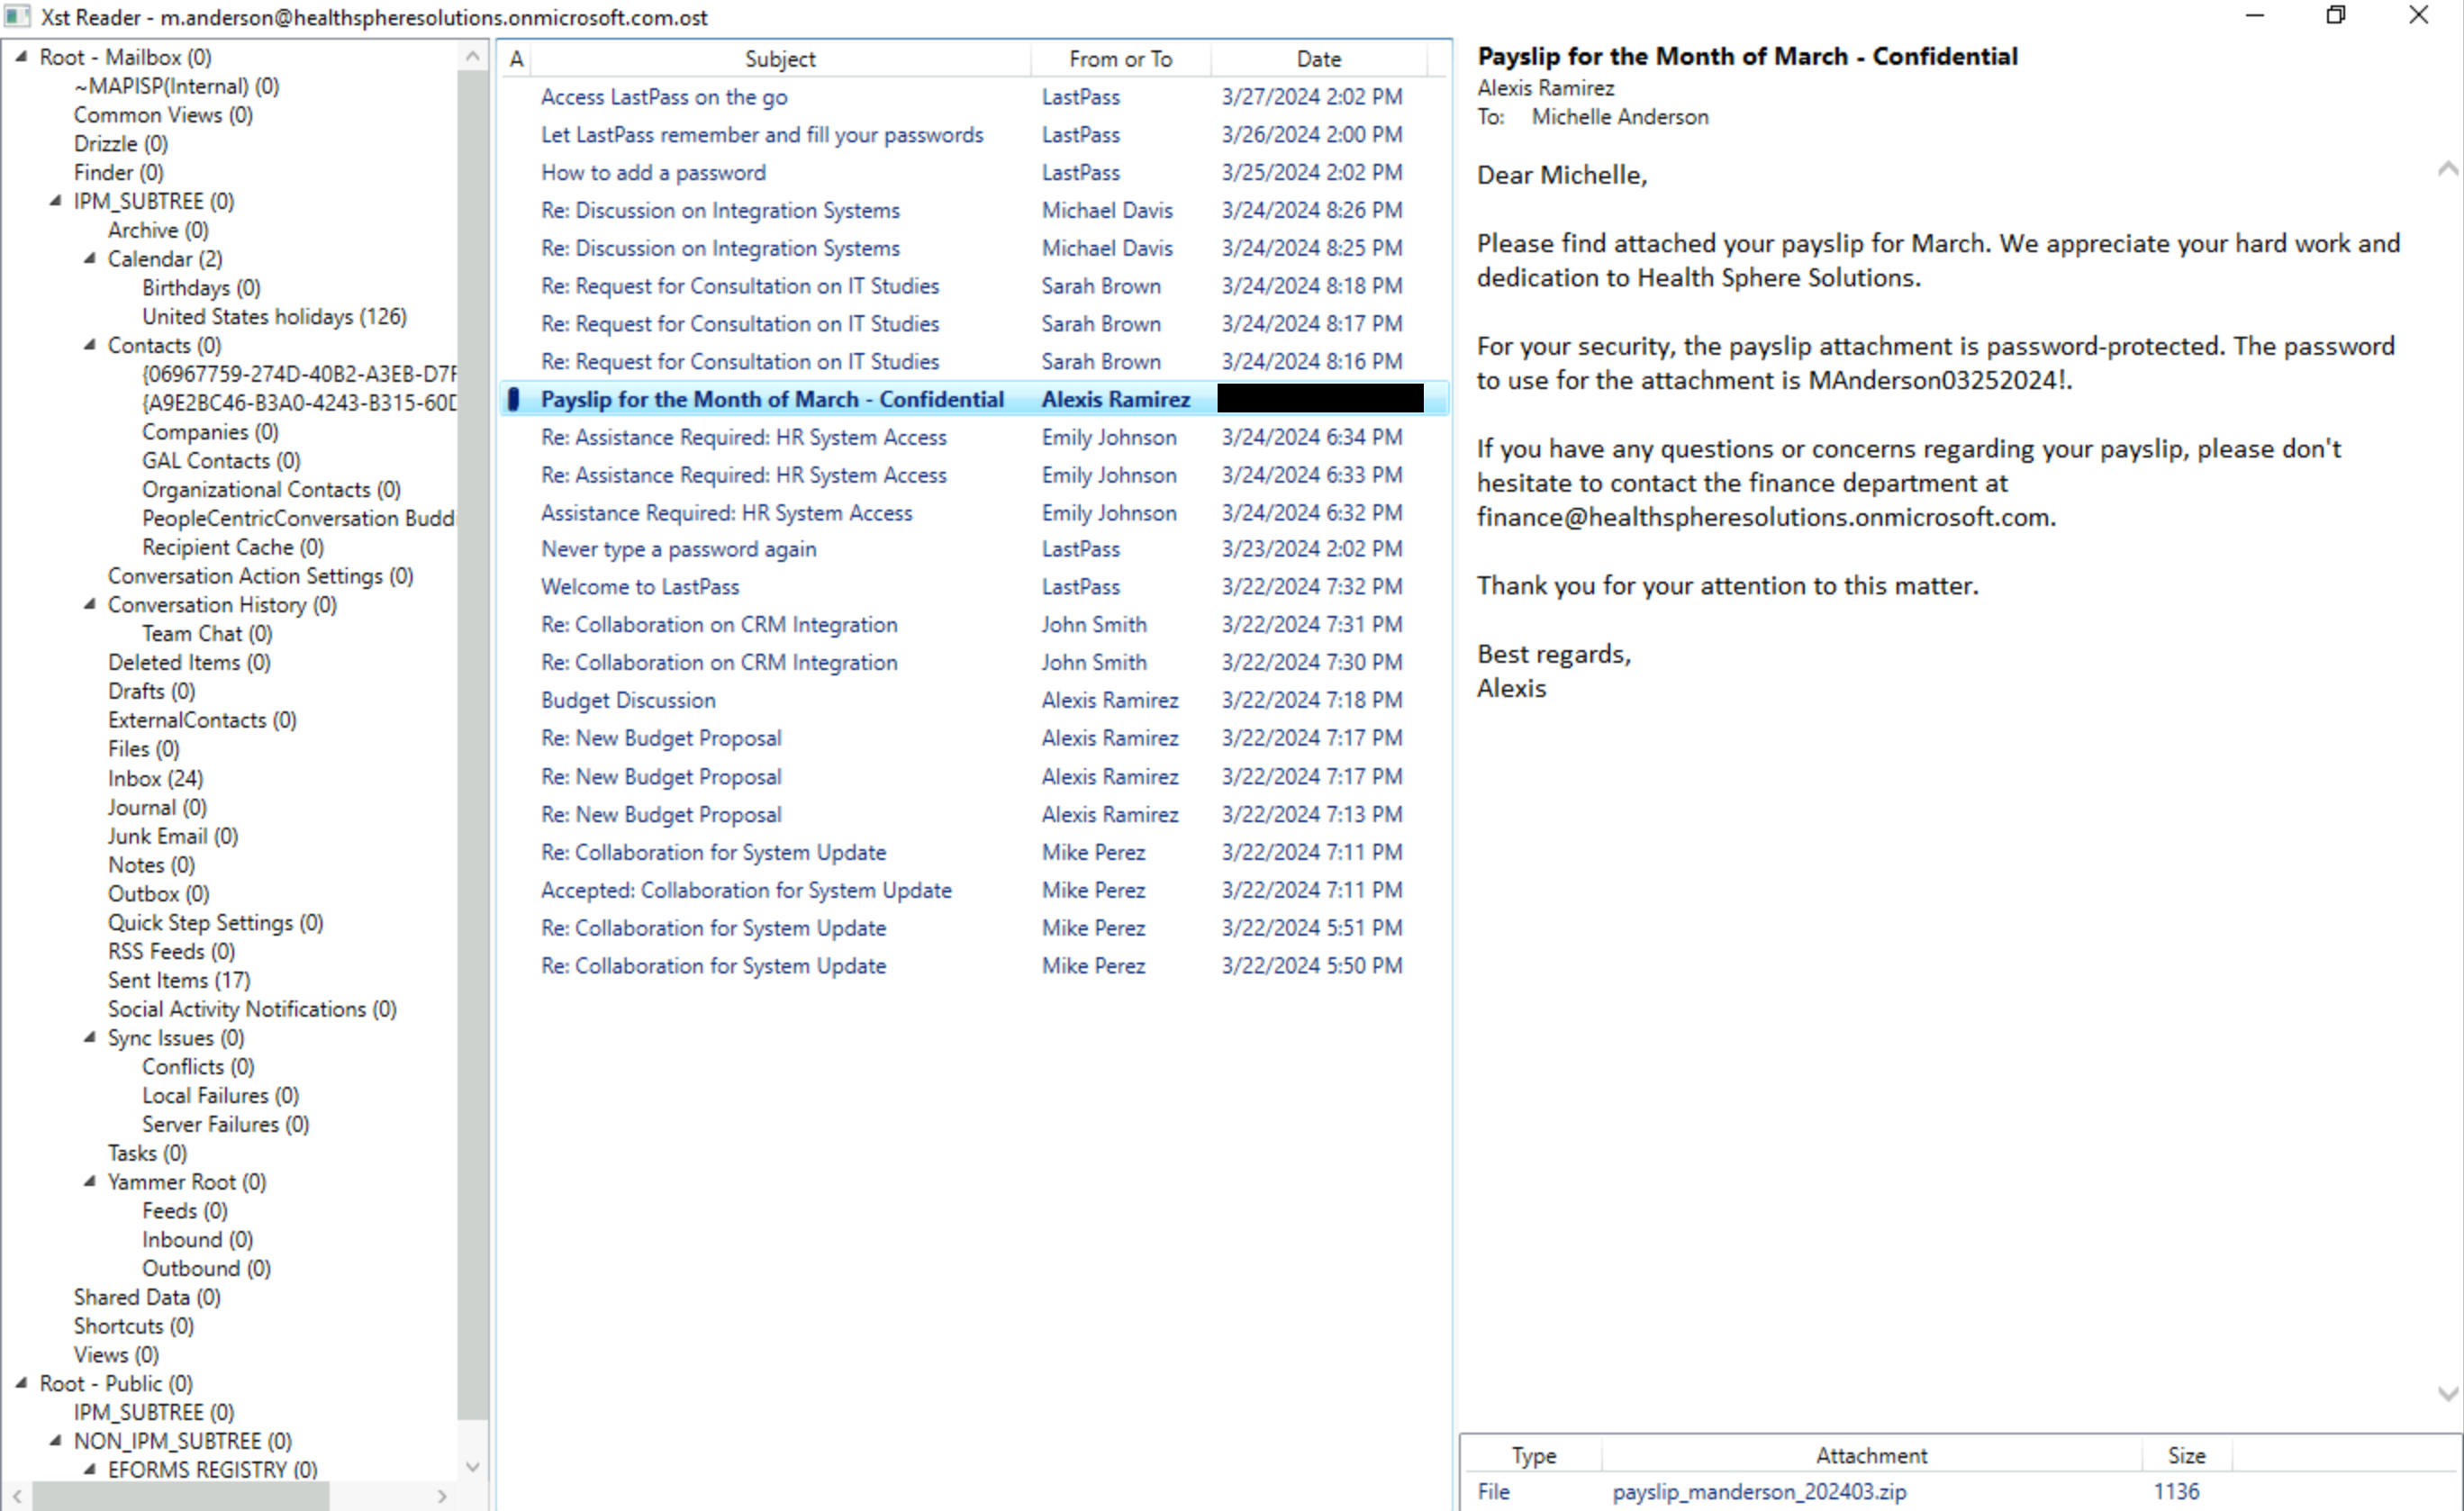 Xst Reader - m.anderson@healthspheresolutions.onmicrosoft.com.ost
Root - Mailbox (0)
~MAPISP(Internal) (0)
Common Views (0)
Drizzle (0)
Finder (0)
IPM_SUBTREE (0)
Archive (0)
Calendar (2)
Birthdays (0)
United States holidays (126)
Contacts (0)
{06967759-274D-40B2-A3EB-D7F
{A9E2BC46-B3A0-4243-B315-60D
Companies (0)
GAL Contacts (0)
Organizational Contacts (0)
PeopleCentricConversation Buddi
Recipient Cache (0)
Conversation Action Settings (0)
Conversation History (0)
Team Chat (0)
Deleted Items (0)
Drafts (0)
ExternalContacts (0)
Files (0)
Inbox (24)
Journal (0)
Junk Email (0)
Notes (0)
Outbox (0)
Quick Step Settings (0)
RSS Feeds (0)
Sent Items (17)
Social Activity Notifications (0)
Sync Issues (0)
Conflicts (0)
Local Failures (0)
Server Failures (0)
Tasks (0)
Yammer Root (0)
Feeds (0)
Inbound (0)
Outbound (0)
Shared Data (0)
Shortcuts (0)
Views (0)
Root - Public (0)
IPM_SUBTREE (0)
NON_IPM_SUBTREE (0)
EFORMS REGISTRY (0)
A Subject From or To Date
Access LastPass on the go LastPass 3/27/2024 2:02 PM
Let LastPass remember and fill your passwords LastPass 3/26/2024 2:00 PM
How to add a password LastPass 3/25/2024 2:02 PM
Re: Discussion on Integration Systems Michael Davis 3/24/2024 8:26 PM
Re: Discussion on Integration Systems Michael Davis 3/24/2024 8:25 PM
Re: Request for Consultation on IT Studies Sarah Brown 3/24/2024 8:18 PM
Re: Request for Consultation on IT Studies Sarah Brown 3/24/2024 8:17 PM
Re: Request for Consultation on IT Studies Sarah Brown 3/24/2024 8:16 PM
Payslip for the Month of March - Confidential Alexis Ramirez
Re: Assistance Required: HR System Access Emily Johnson 3/24/2024 6:34 PM
Re: Assistance Required: HR System Access Emily Johnson 3/24/2024 6:33 PM
Assistance Required: HR System Access Emily Johnson 3/24/2024 6:32 PM
Never type a password again LastPass 3/23/2024 2:02 PM
Welcome to LastPass LastPass 3/22/2024 7:32 PM
Re: Collaboration on CRM Integration John Smith 3/22/2024 7:31 PM
Re: Collaboration on CRM Integration John Smith 3/22/2024 7:30 PM
Budget Discussion Alexis Ramirez 3/22/2024 7:18 PM
Re: New Budget Proposal Alexis Ramirez 3/22/2024 7:17 PM
Re: New Budget Proposal Alexis Ramirez 3/22/2024 7:17 PM
Re: New Budget Proposal Alexis Ramirez 3/22/2024 7:13 PM
Re: Collaboration for System Update Mike Perez 3/22/2024 7:11 PM
Accepted: Collaboration for System Update Mike Perez 3/22/2024 7:11 PM
Re: Collaboration for System Update Mike Perez 3/22/2024 5:51 PM
Re: Collaboration for System Update Mike Perez 3/22/2024 5:50 PM
Payslip for the Month of March - Confidential
Alexis Ramirez
To: Michelle Anderson
Dear Michelle,
Please find attached your payslip for March. We appreciate your hard work and
dedication to Health Sphere Solutions.
For your security, the payslip attachment is password-protected. The password
to use for the attachment is MAnderson03252024!.
If you have any questions or concerns regarding your payslip, please don't
hesitate to contact the finance department at
finance@healthspheresolutions.onmicrosoft.com.
Thank you for your attention to this matter.
Best regards,
Alexis
Type Attachment Size
File payslip_manderson_202403.zip 1136